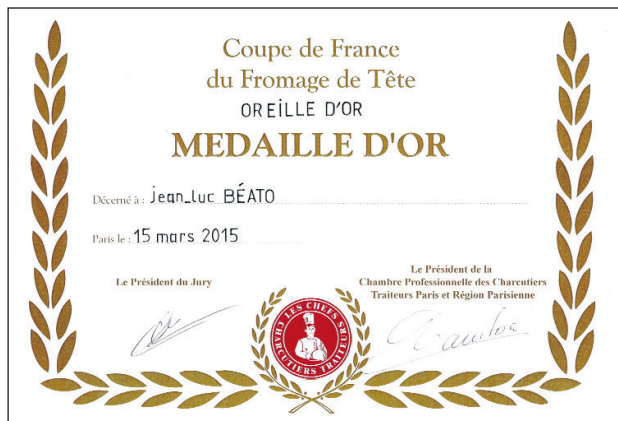 Coupe de France
du Fromage de Tête
OREiLLE D'OR
MEDAILLE D'OR
Décerné à : jean_luc BÉATO
Paris le : 15 mars 2015
Le Président du Jury
Le Président de la
Chambre Professionnelle des Charcutiers
Traiteurs Paris et Région Parisienne
LES CHEFS
CHARCUTIERS TRAITEURS